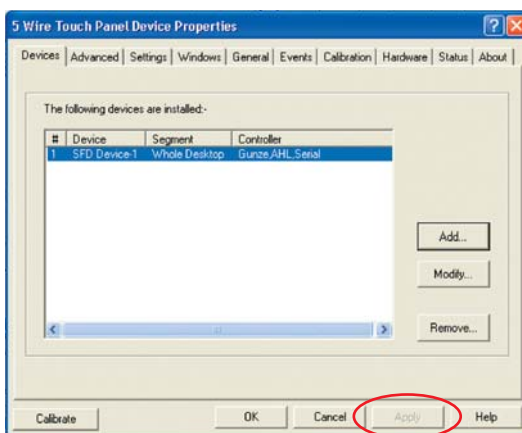 5 Wire Touch Panel Device Properties
Devices Advanced Settings Windows General Events Calibration Hardware Status About
The following devices are installed:-
# Device Segment Controller
1 SFD Device-1 Whole Desktop Gunze,AHL,Serial
Add...
Modify...
Remove...
Calibrate OK Cancel Apply Help